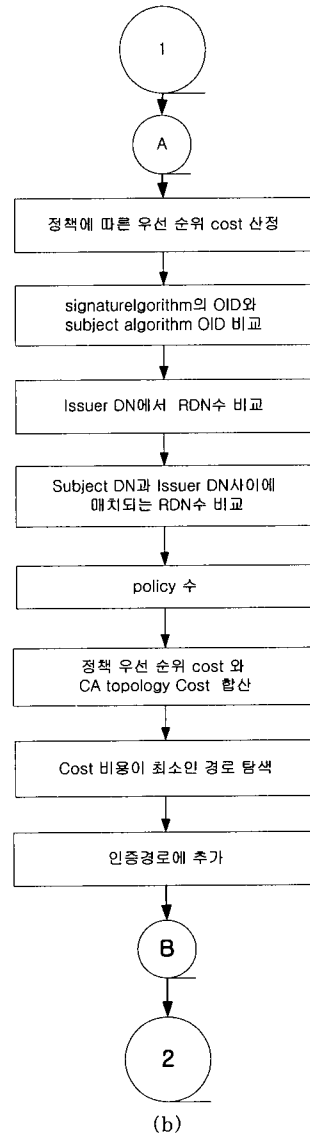 1
A
정책에 따른 우선 순위 cost 산정
signaturelgorithm의 OID와
subject algorithm OID 비교
Issuer DN에서 RDN수 비교
Subject DN과 Issuer DN사이에
매치되는 RDN수 비교
policy 수
정책 우선 순위 cost 와
CA topology Cost 합산
Cost 비용이 최소인 경로 탐색
인증경로에 추가
B
2
(b)